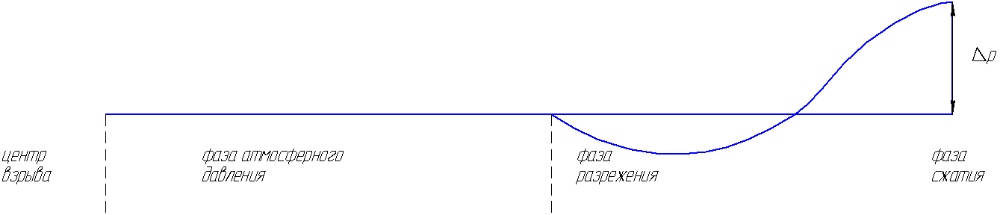 Δp
центр
взрыва
фаза атмосферного
давления
фаза
разрежения
фаза
сжатия